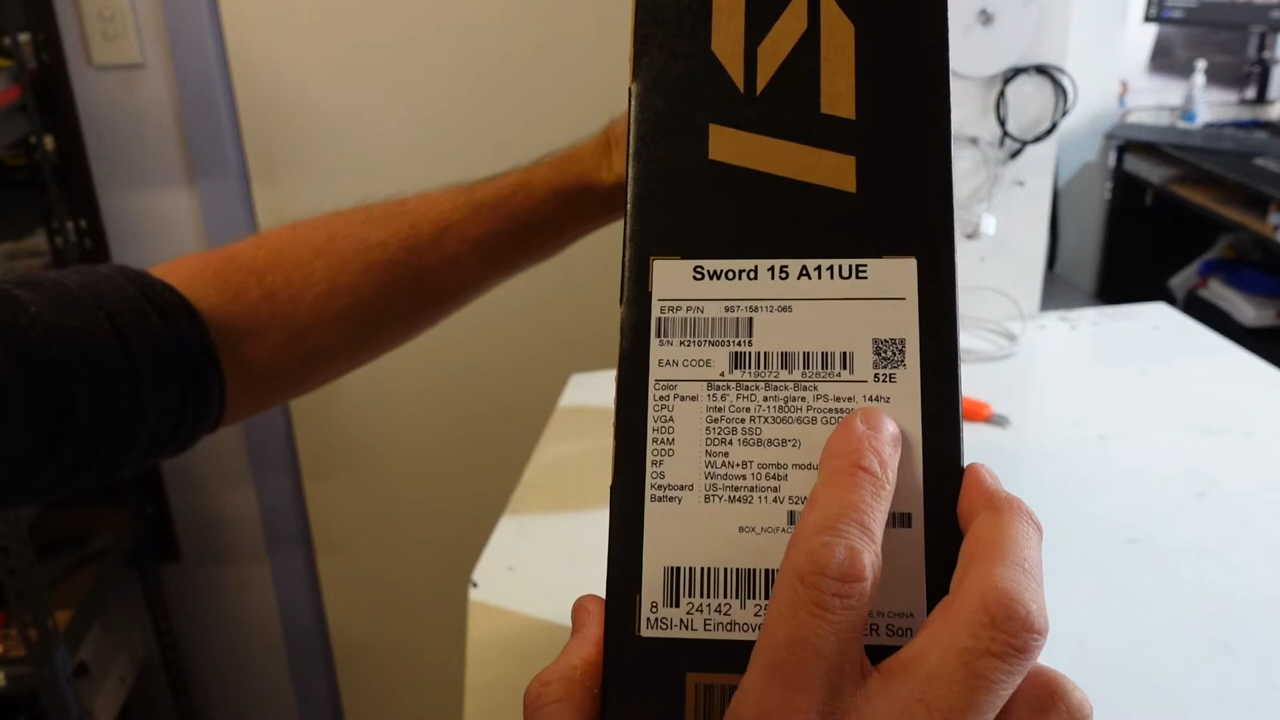 Sword 15 A11UE
ERP P/N : 9S7-158112-065
S/N :K2107N0031415
EAN CODE:
4 719072 828264
52E
Color : Black-Black-Black-Black
Led Panel : 15.6", FHD, anti-glare, IPS-level, 144hz
CPU : Intel Core i7-11800H Processor
VGA : GeForce RTX3060/6GB
HDD : 512GB SSD
RAM : DDR4 16GB(8GB*2)
ODD : None
RF : WLAN+BT combo
OS : Windows 10 64bit
Keyboard : US-International
Battery : BTY-M492 11.4V
8 24142
IN CHINA
MSI-NL Son